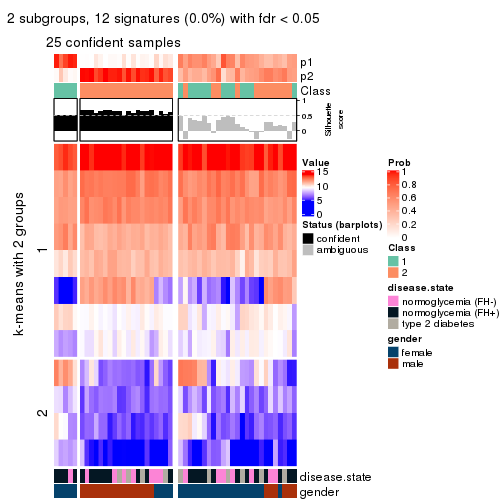 2 subgroups, 12 signatures (0.0%) with fdr < 0.05
25 confident samples
p1
p2
Class
1
0.5
0
Silhouette
score
k-means with 2 groups
1
2
disease.state
gender
Value
15
10
5
0
Status (barplots)
confident
ambiguous
Prob
1
0.8
0.6
0.4
0.2
0
Class
1
2
disease.state
normoglycemia (FH-)
normoglycemia (FH+)
type 2 diabetes
gender
female
male